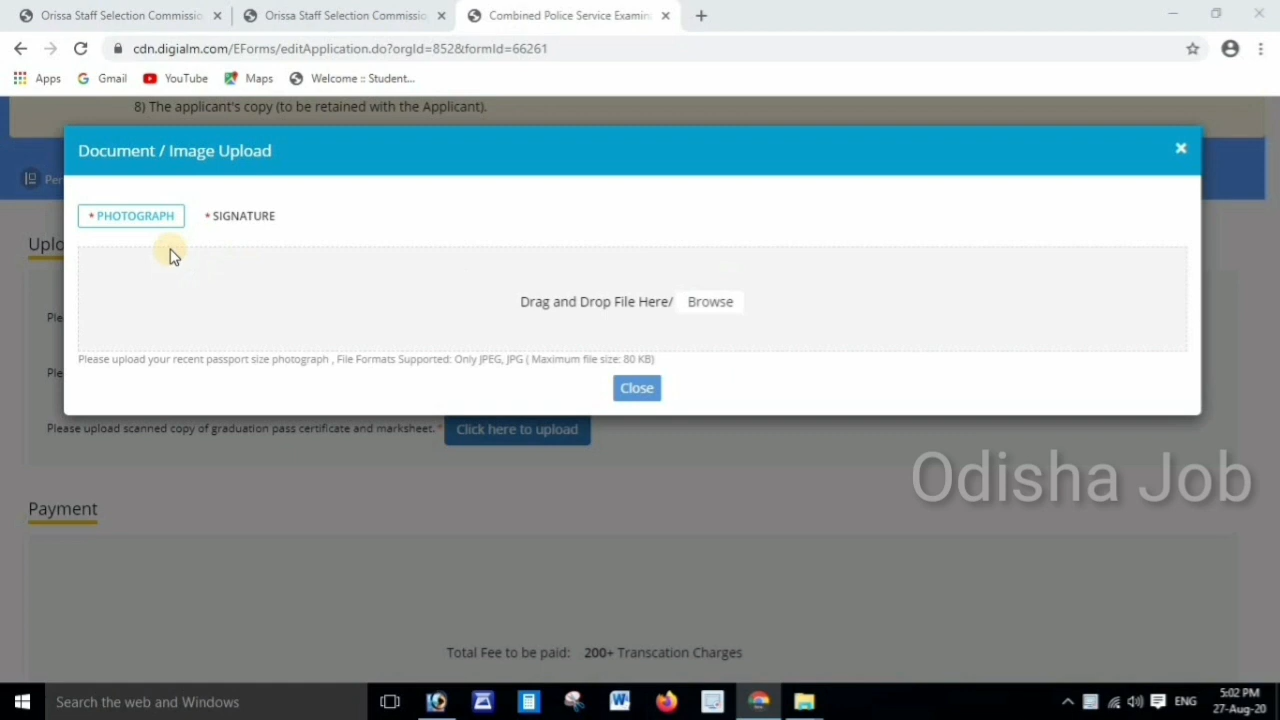 Orissa Staff Selection Commissio
Orissa Staff Selection Commissio
Combined Police Service Examin
cdn.digialm.com/EForms/editApplication.do?orgId=852&formId=66261
Apps Gmail YouTube Maps Welcome :: Student...
8) The applicant's copy (to be retained with the Applicant).
Document / Image Upload
Per
* PHOTOGRAPH * SIGNATURE
Uplo
Drag and Drop File Here/ Browse
Ple
Please upload your recent passport size photograph , File Formats Supported: Only JPEG, JPG ( Maximum file size: 80 KB)
Ple
Close
Please upload scanned copy of graduation pass certificate and marksheet.* Click here to upload
Odisha Job
Payment
Total Fee to be paid: 200+ Transcation Charges
Search the web and Windows
ENG
5:02 PM
27-Aug-20